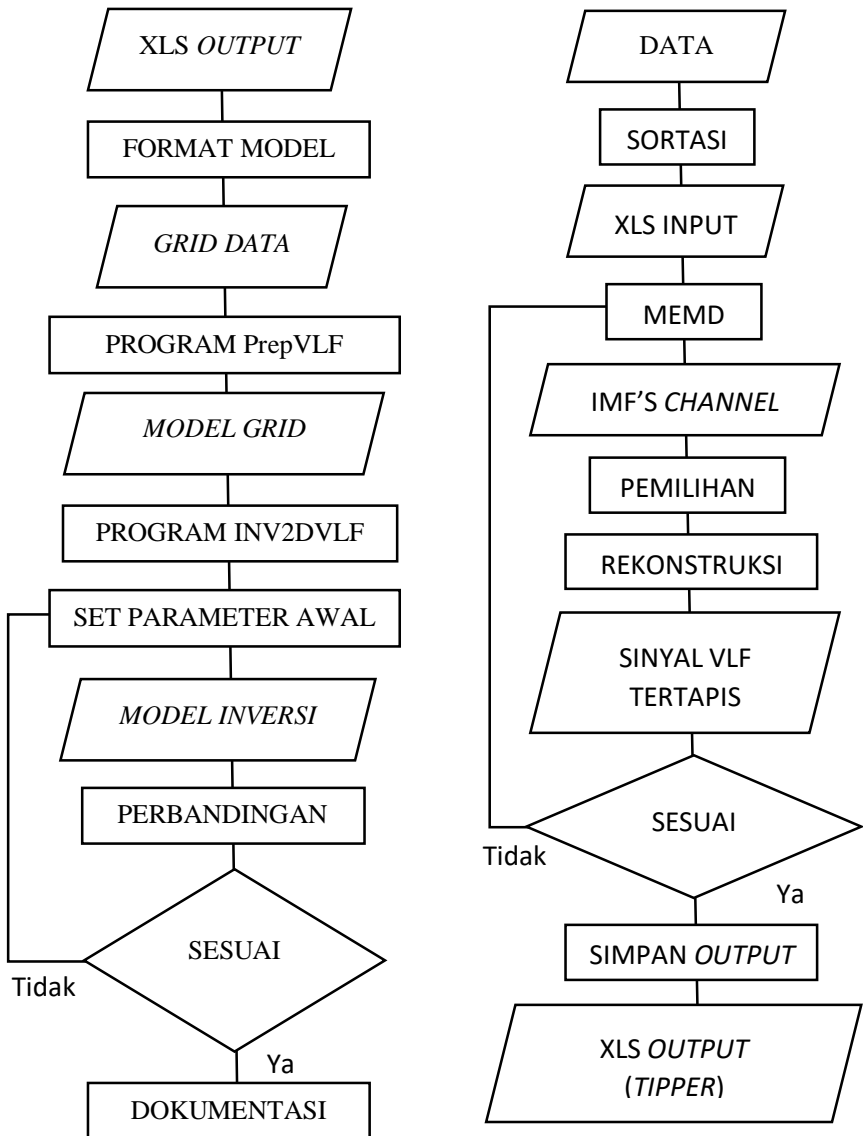 XLS OUTPUT
FORMAT MODEL
GRID DATA
PROGRAM PrepVLF
MODEL GRID
PROGRAM INV2DVLF
SET PARAMETER AWAL
MODEL INVERSI
PERBANDINGAN
SESUAI
Tidak
Ya
DOKUMENTASI
DATA
SORTASI
XLS INPUT
MEMD
IMF’S CHANNEL
PEMILIHAN
REKONSTRUKSI
SINYAL VLF
TERTAPIS
SESUAI
Tidak
Ya
SIMPAN OUTPUT
XLS OUTPUT
(TIPPER)